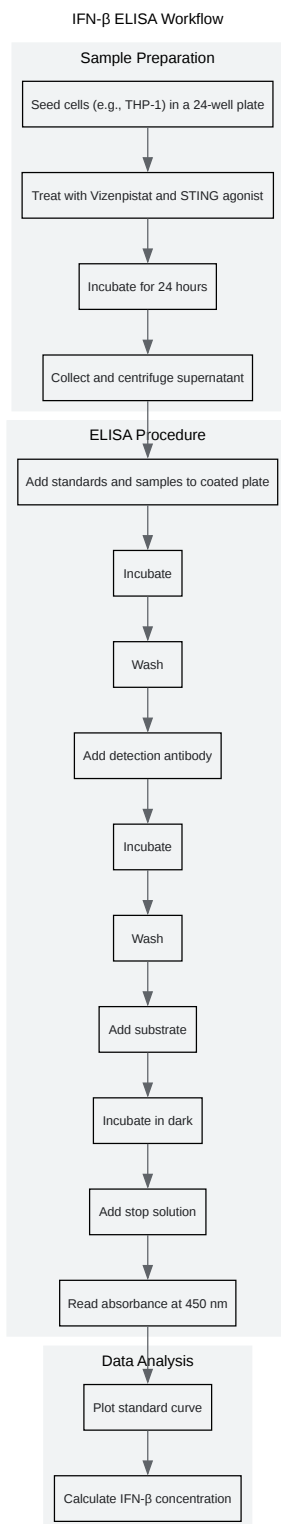 IFN-β ELISA Workflow
Sample Preparation
Seed cells (e.g., THP-1) in a 24-well plate
Treat with Vizenpistat and STING agonist
Incubate for 24 hours
Collect and centrifuge supernatant
ELISA Procedure
Add standards and samples to coated plate
Incubate
Wash
Add detection antibody
Incubate
Wash
Add substrate
Incubate in dark
Add stop solution
Read absorbance at 450 nm
Data Analysis
Plot standard curve
Calculate IFN-β concentration